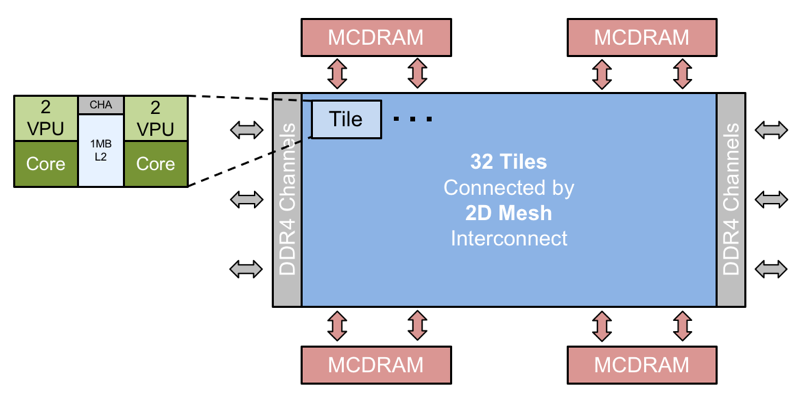 MCDRAM
MCDRAM
2
VPU
CHA
2
VPU
1MB
L2
Core
Core
DDR4 Channels
Tile
. . .
32 Tiles
Connected by
2D Mesh
Interconnect
DDR4 Channels
MCDRAM
MCDRAM